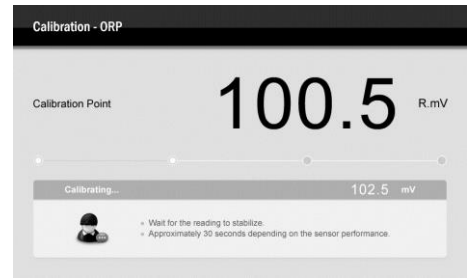 Calibration - ORP
Calibration Point
100.5 R.mV
Calibrating... 102.5 mV
Wait for the reading to stabilize.
Approximately 30 seconds depending on the sensor performance.